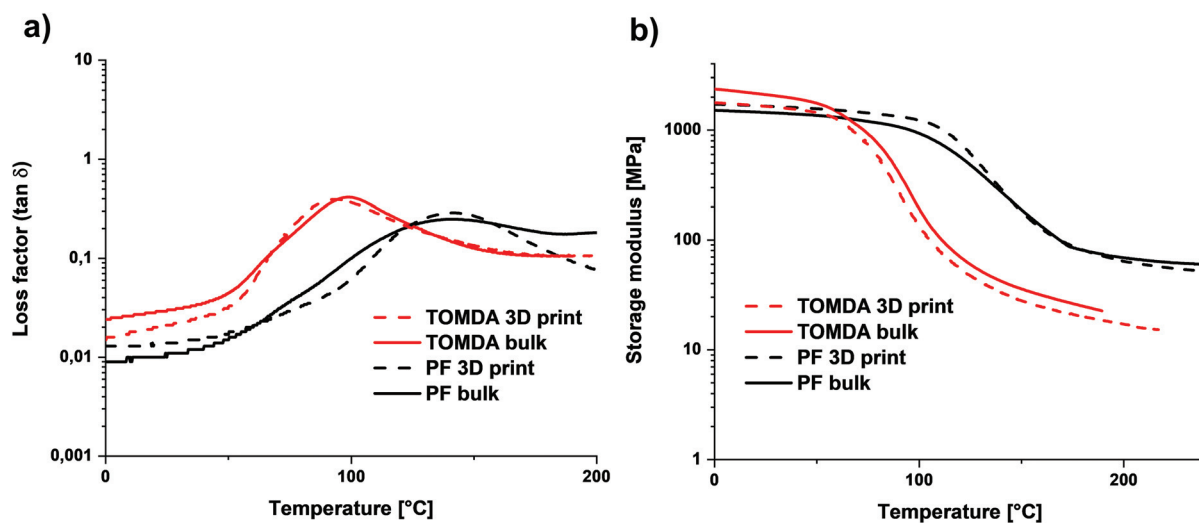 a)
Loss factor (tan δ)
10
1
0,1
0,01
0,001
0
100
200
Temperature [°C]
TOMDA 3D print
TOMDA bulk
PF 3D print
PF bulk
b)
Storage modulus [MPa]
1000
100
10
1
0
100
200
Temperature [°C]
TOMDA 3D print
TOMDA bulk
PF 3D print
PF bulk